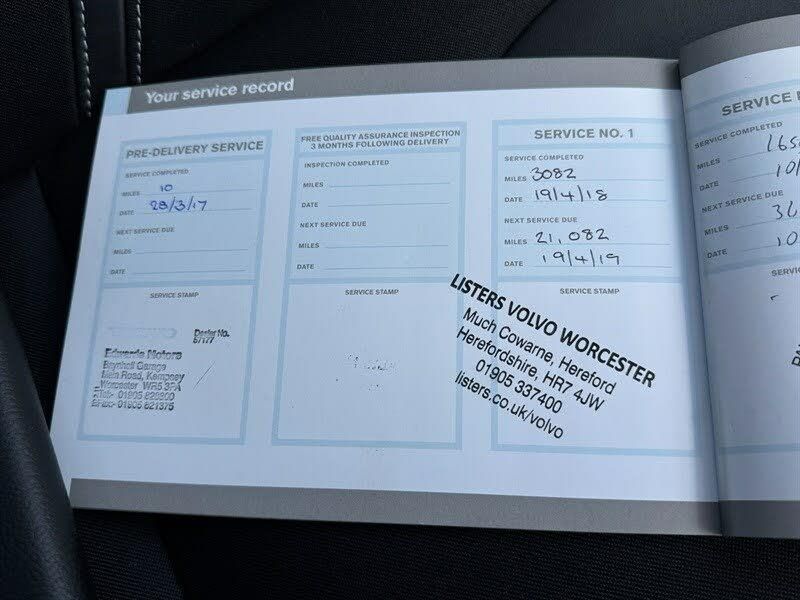 Your service record
PRE-DELIVERY SERVICE
SERVICE COMPLETED
MILES 10
DATE 28/3/17
NEXT SERVICE DUE
MILES
DATE
SERVICE STAMP
Dealer No.
Edwards Motors
Baynhall Garage
Main Road, Kempsey
Worcester WR5 3PA
FREE QUALITY ASSURANCE INSPECTION
3 MONTHS FOLLOWING DELIVERY
INSPECTION COMPLETED
MILES
DATE
NEXT SERVICE DUE
MILES
DATE
SERVICE STAMP
SERVICE NO. 1
SERVICE COMPLETED
MILES 3082
DATE 19/4/18
NEXT SERVICE DUE
MILES 21,082
DATE 19/4/19
SERVICE STAMP
LISTERS VOLVO WORCESTER
Much Cowarne, Hereford
Herefordshire, HR7 4JW
01905 337400
listers.co.uk/volvo
SERVICE
SERVICE COMPLETED
MILES
DATE 10/
NEXT SERVICE DUE
MILES
DATE 10